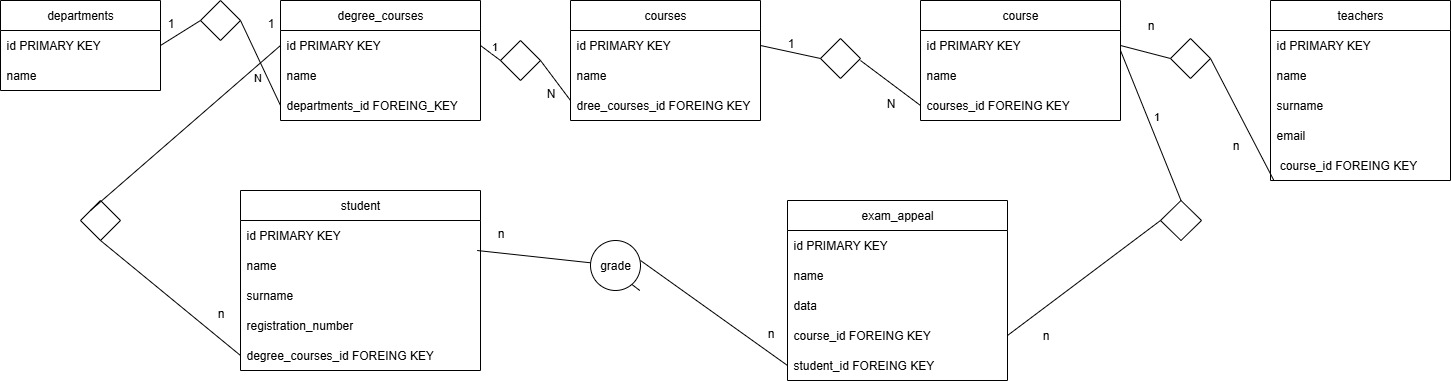 departments
id PRIMARY KEY
name
1
1
N
degree_courses
id PRIMARY KEY
name
departments_id FOREING_KEY
1
N
courses
id PRIMARY KEY
name
dree_courses_id FOREING KEY
1
N
course
id PRIMARY KEY
name
courses_id FOREING KEY
n
n
1
teachers
id PRIMARY KEY
name
surname
email
course_id FOREING KEY
student
id PRIMARY KEY
name
surname
registration_number
degree_courses_id FOREING KEY
n
n
grade
n
exam_appeal
id PRIMARY KEY
name
data
course_id FOREING KEY
student_id FOREING KEY
n